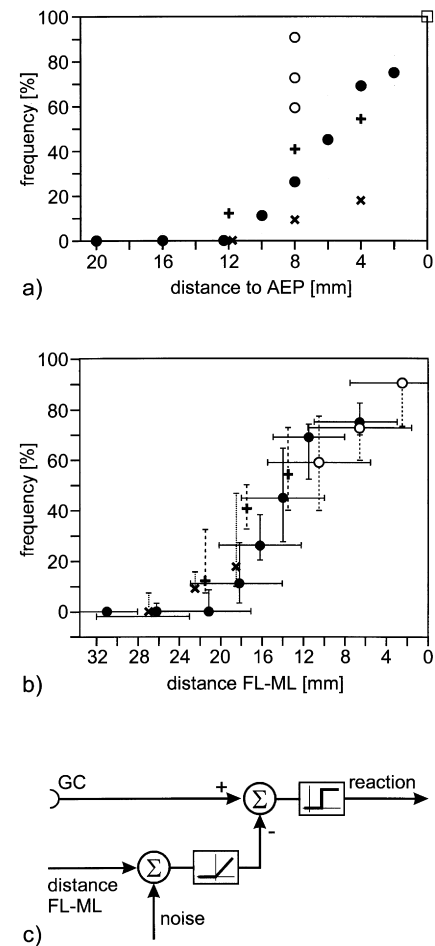 100
80
60
40
20
0
frequency [%]
20 16 12 8 4 0
distance to AEP [mm]
a)
100
80
60
40
20
0
frequency [%]
32 28 24 20 16 12 8 4 0
distance FL-ML [mm]
b)
GC
+
Σ
reaction
-
Σ
distance
FL-ML
noise
c)